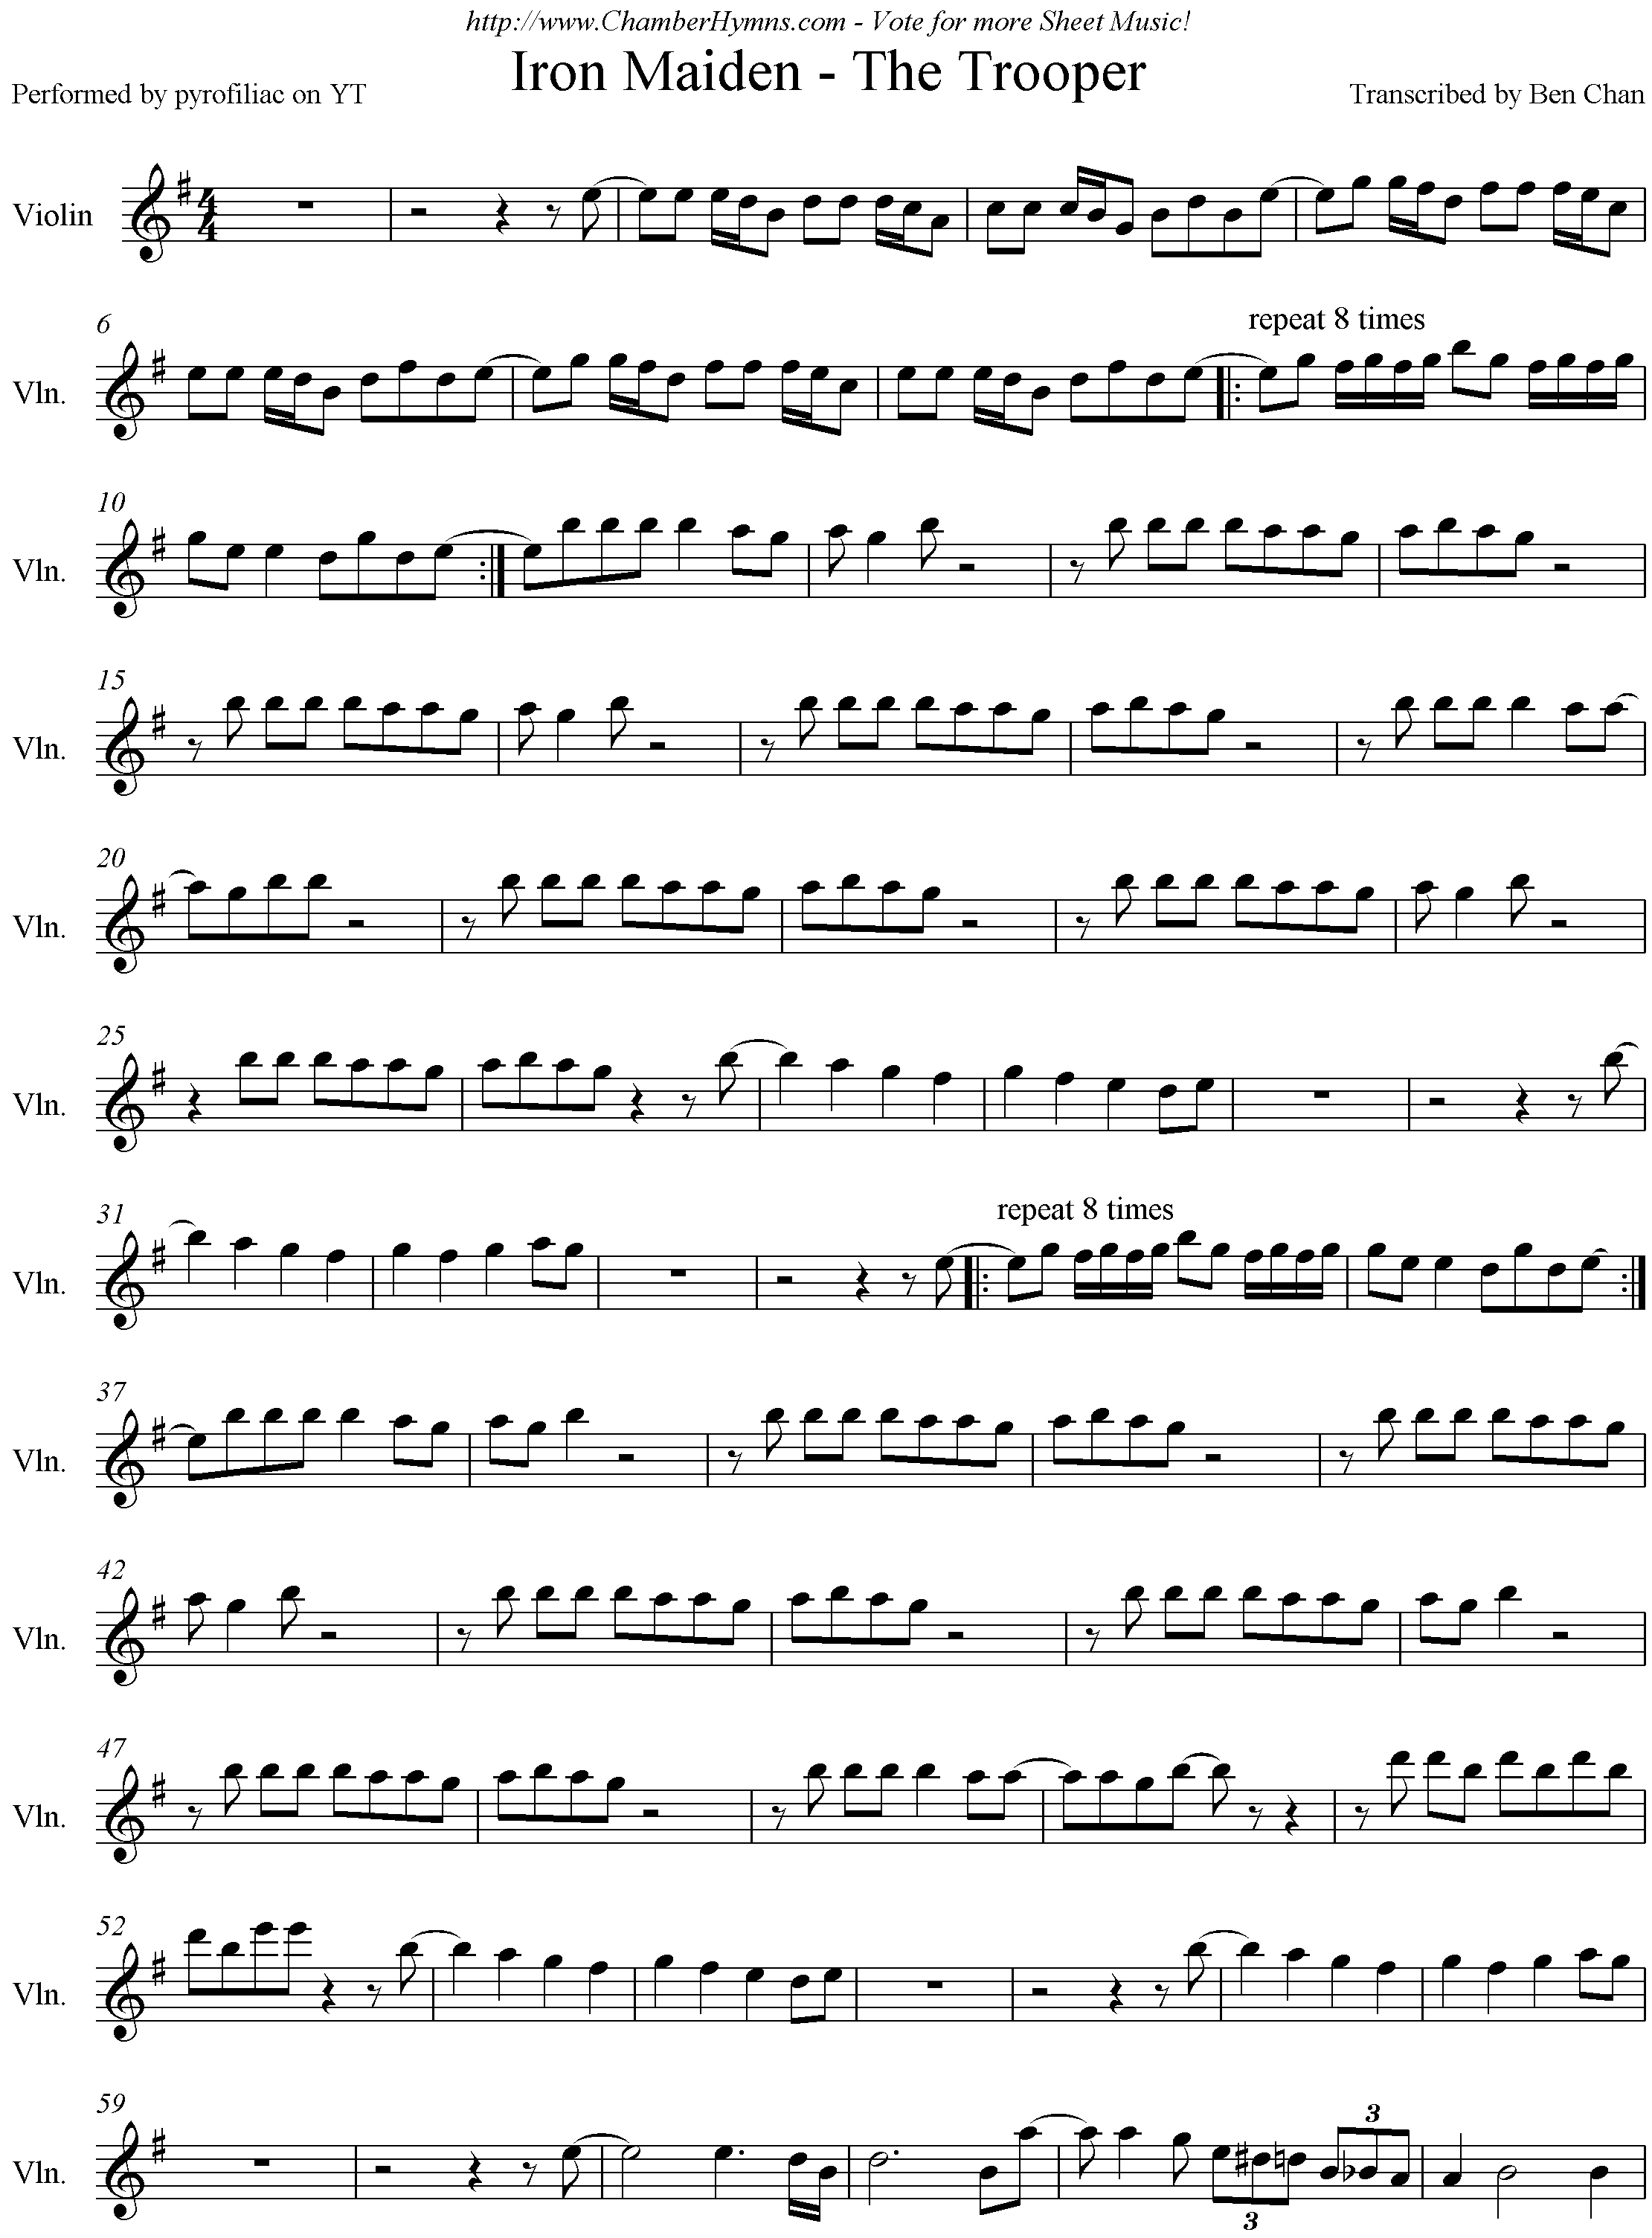 http://www.ChamberHymns.com - Vote for more Sheet Music!
Iron Maiden - The Trooper
Performed by pyrofiliac on YT
Transcribed by Ben Chan
Violin
4
4
6
repeat 8 times
Vln.
10
Vln.
15
Vln.
20
Vln.
25
Vln.
31
repeat 8 times
Vln.
37
Vln.
42
Vln.
47
Vln.
52
Vln.
59
3
Vln.
3